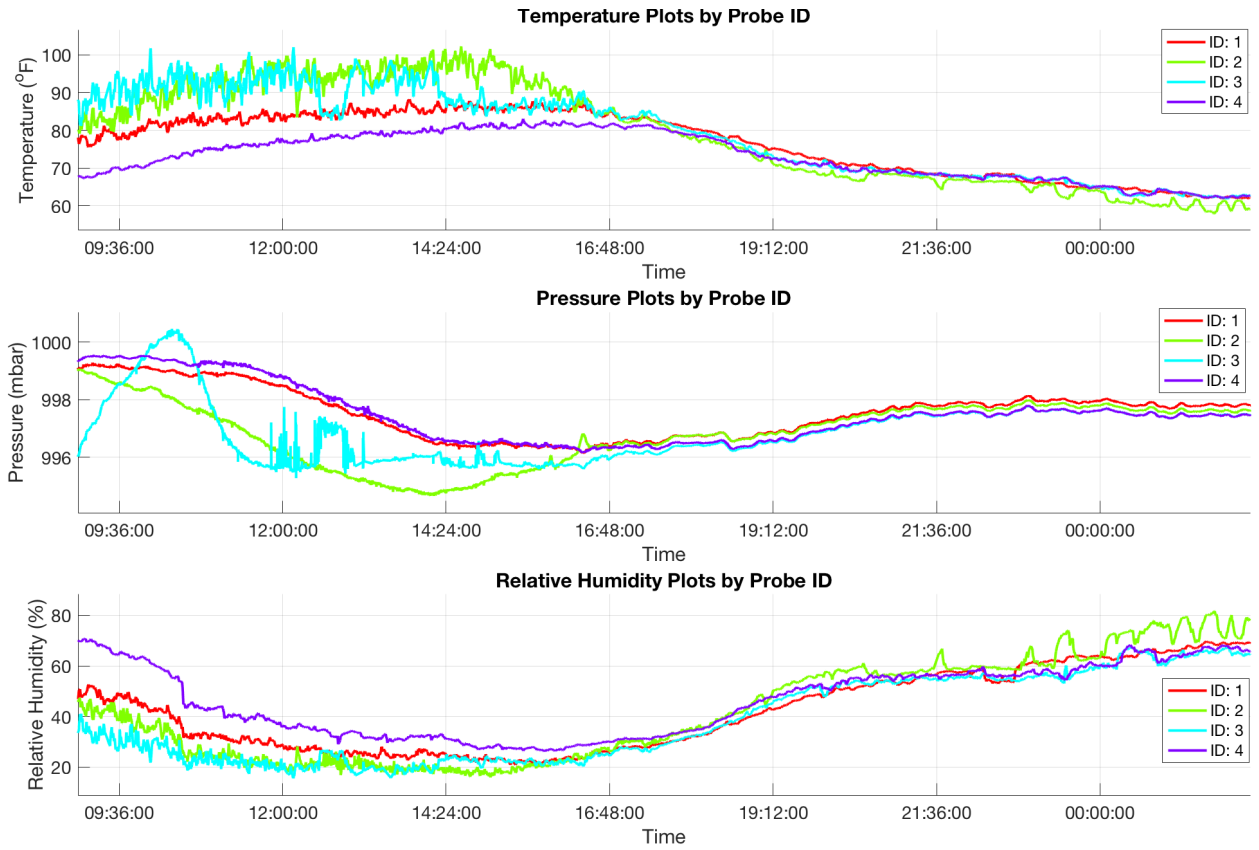 Temperature Plots by Probe ID
Temperature (°F)
100
90
80
70
60
ID: 1
ID: 2
ID: 3
ID: 4
09:36:00 12:00:00 14:24:00 16:48:00 19:12:00 21:36:00 00:00:00
Time
Pressure Plots by Probe ID
Pressure (mbar)
1000
998
996
ID: 1
ID: 2
ID: 3
ID: 4
09:36:00 12:00:00 14:24:00 16:48:00 19:12:00 21:36:00 00:00:00
Time
Relative Humidity Plots by Probe ID
Relative Humidity (%)
80
60
40
20
ID: 1
ID: 2
ID: 3
ID: 4
09:36:00 12:00:00 14:24:00 16:48:00 19:12:00 21:36:00 00:00:00
Time